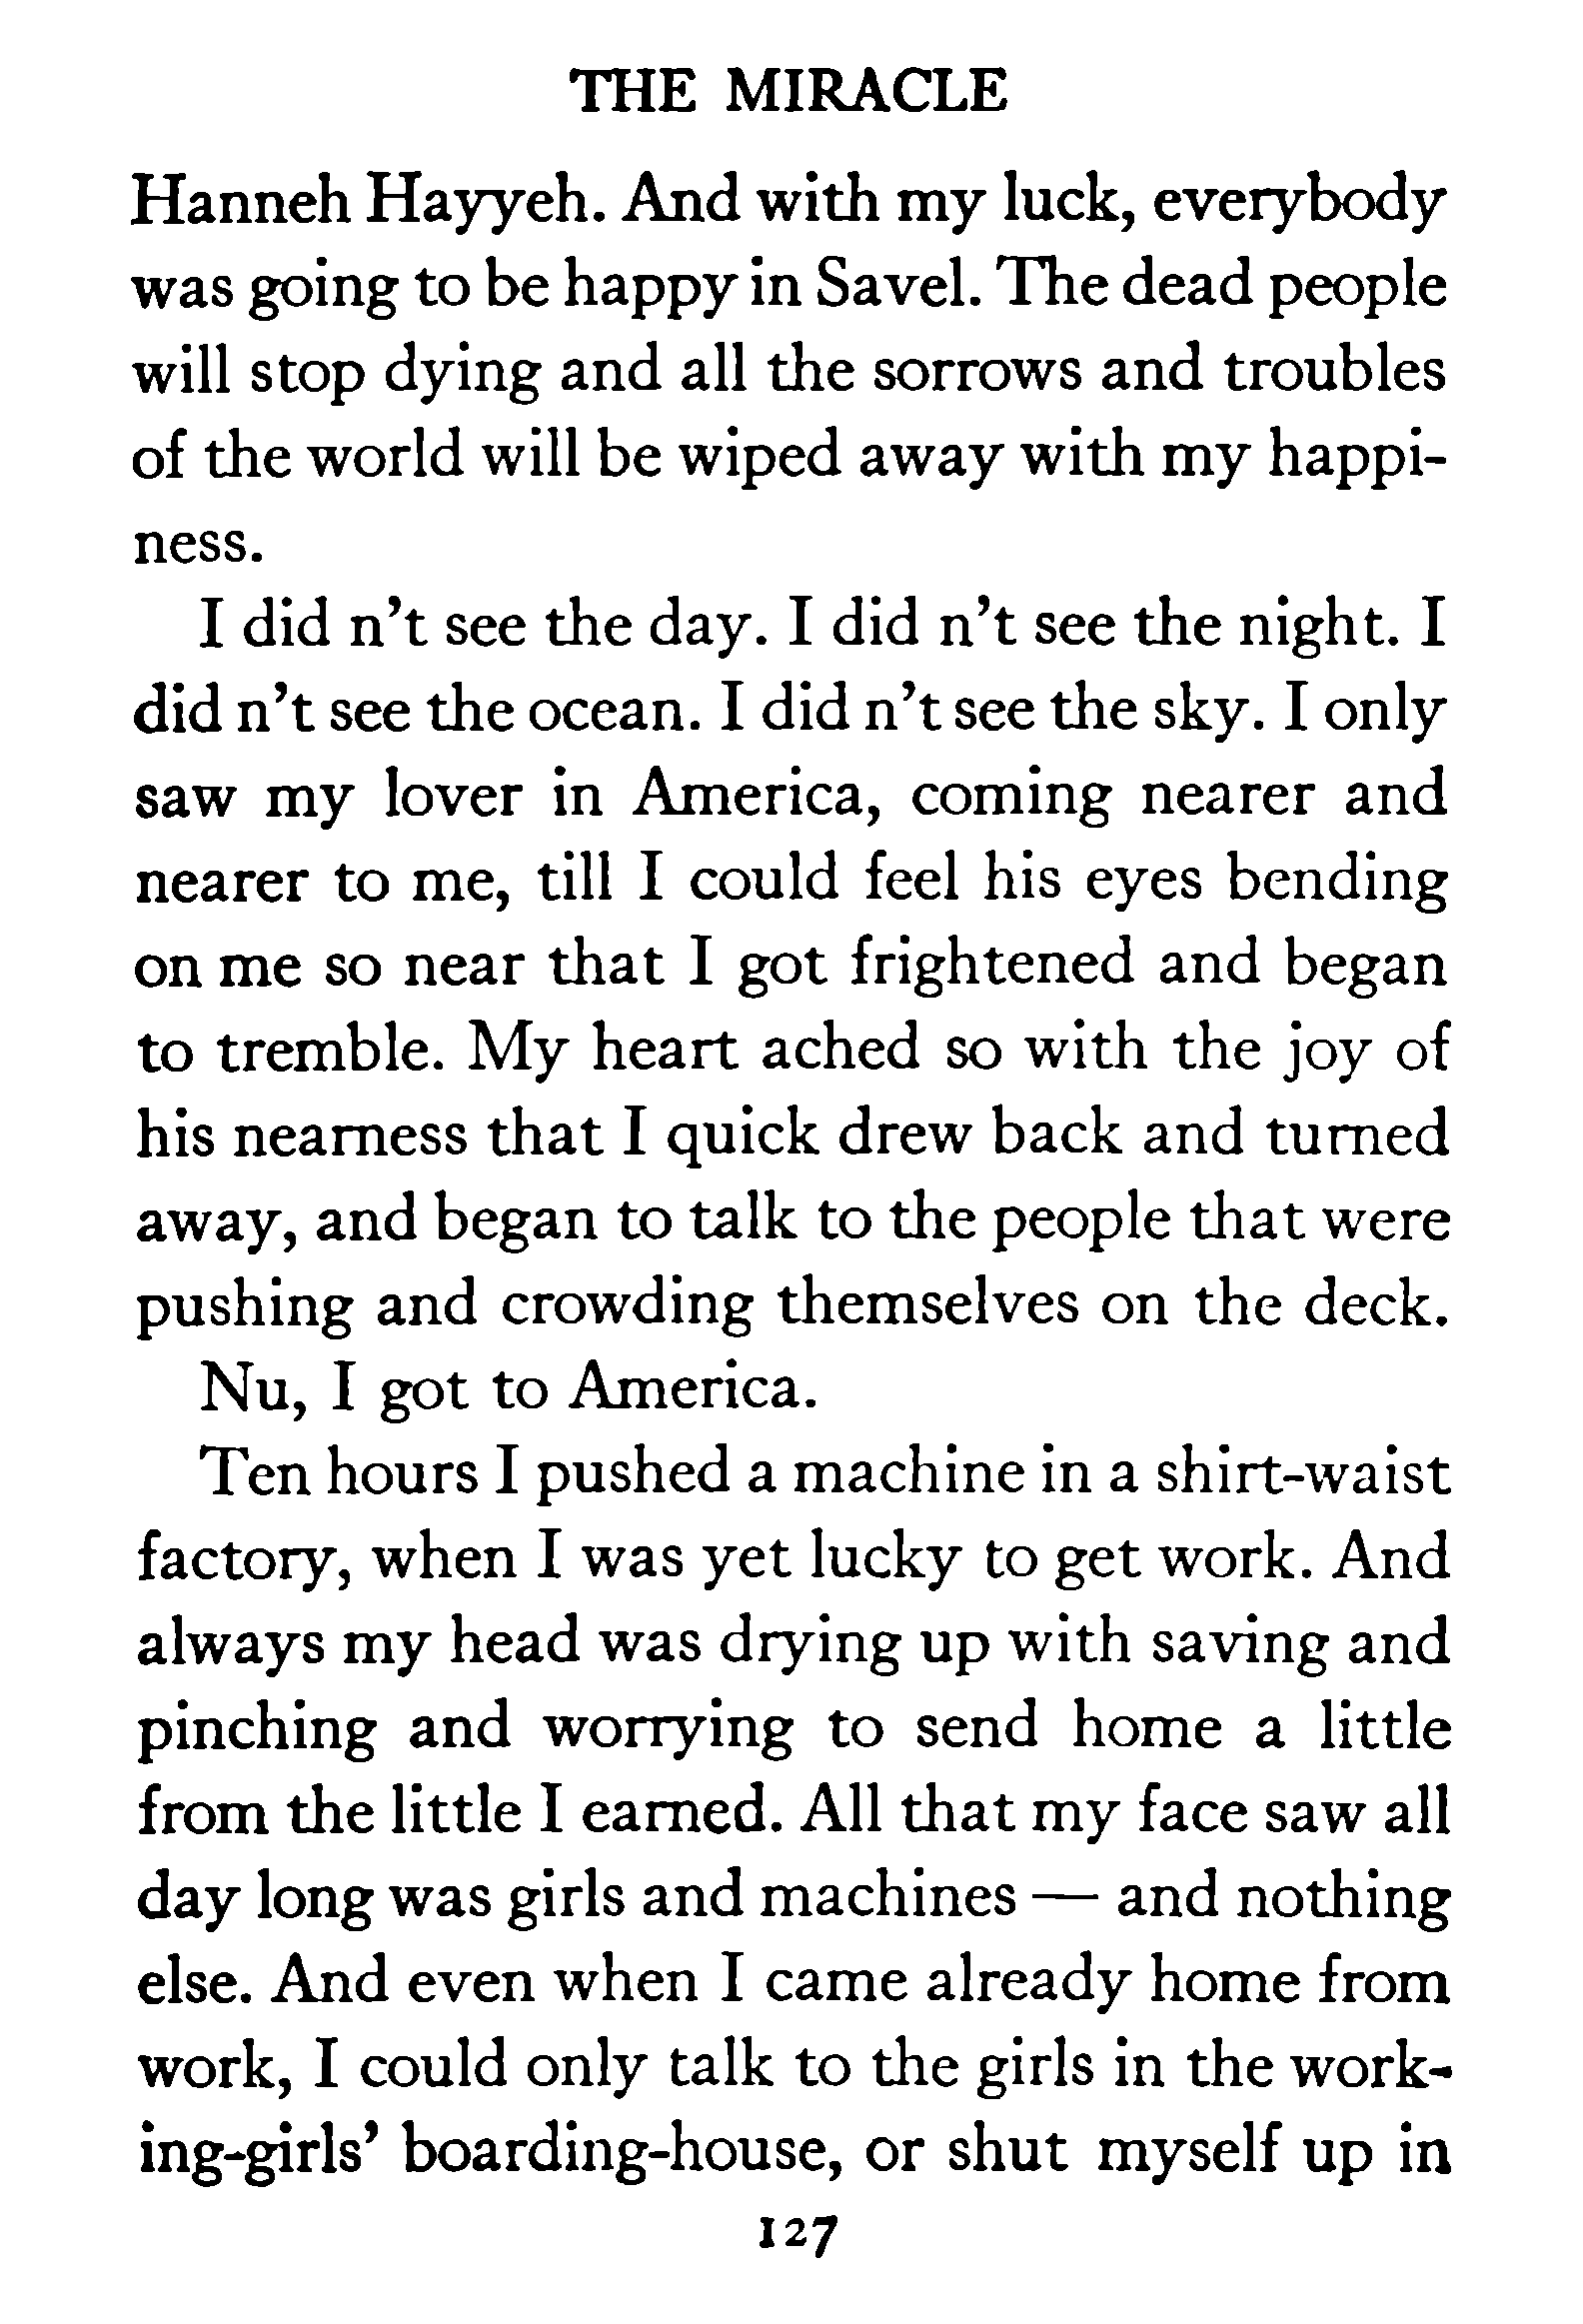 THE MIRACLE
Hanneh Hayyeh. And with my luck, everybody
was going to be happy in Savel. The dead people
will stop dying and all the sorrows and troubles
of the world will be wiped away with my happi-
ness.
I did n't see the day. I did n't see the night. I
did n't see the ocean. I did n't see the sky. I only
saw my lover in America, coming nearer and
nearer to me, till I could feel his eyes bending
on me so near that I got frightened and began
to tremble. My heart ached so with the joy of
his nearness that I quick drew back and turned
away, and began to talk to the people that were
pushing and crowding themselves on the deck.
Nu, I got to America.
Ten hours I pushed a machine in a shirt-waist
factory, when I was yet lucky to get work. And
always my head was drying up with saving and
pinching and worrying to send home a little
from the little I earned. All that my face saw all
day long was girls and machines — and nothing
else. And even when I came already home from
work, I could only talk to the girls in the work-
ing-girls' boarding-house, or shut myself up in
127